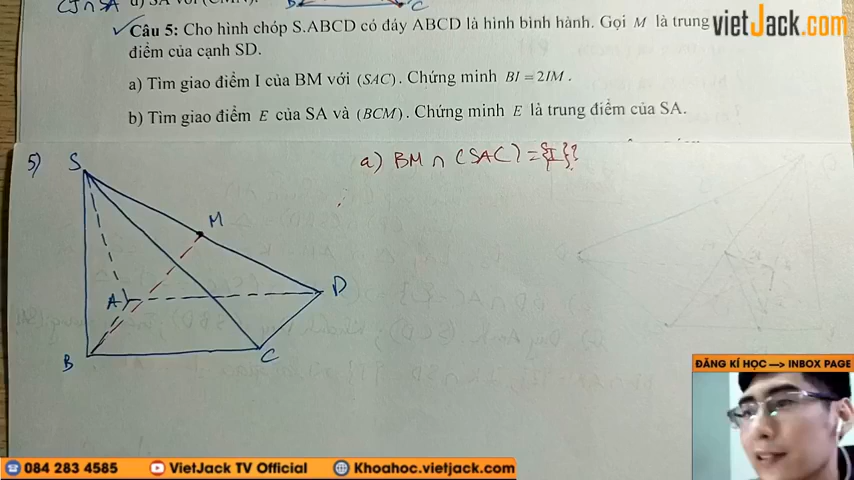 CJ∩SA
B
C
vietJack.com
Câu 5: Cho hình chóp S.ABCD có đáy ABCD là hình bình hành. Gọi M là trung
điểm của cạnh SD.
a) Tìm giao điểm I của BM với (SAC). Chứng minh BI = 2IM.
b) Tìm giao điểm E của SA và (BCM). Chứng minh E là trung điểm của SA.
5)
a) BM ∩ (SAC) = {I}?
S
M
A
D
B
C
ĐĂNG KÍ HỌC —> INBOX PAGE
084 283 4585
VietJack TV Official
Khoahoc.vietjack.com